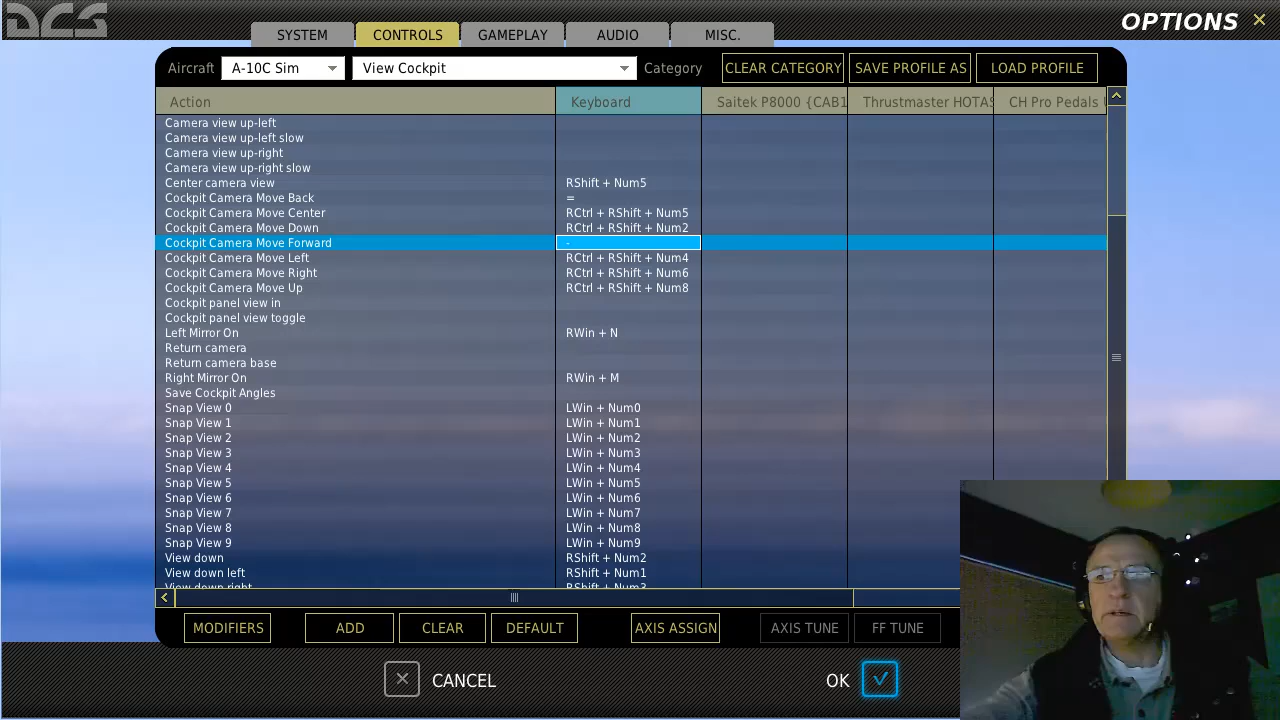 DCS
OPTIONS
SYSTEM CONTROLS GAMEPLAY AUDIO MISC.
Aircraft A-10C Sim View Cockpit Category CLEAR CATEGORY SAVE PROFILE AS LOAD PROFILE
Action Keyboard Saitek P8000 {CAB1 Thrustmaster HOTAS CH Pro Pedals
Camera view up-left
Camera view up-left slow
Camera view up-right
Camera view up-right slow
Center camera view RShift + Num5
Cockpit Camera Move Back =
Cockpit Camera Move Center RCtrl + RShift + Num5
Cockpit Camera Move Down RCtrl + RShift + Num2
Cockpit Camera Move Forward -
Cockpit Camera Move Left RCtrl + RShift + Num4
Cockpit Camera Move Right RCtrl + RShift + Num6
Cockpit Camera Move Up RCtrl + RShift + Num8
Cockpit panel view in
Cockpit panel view toggle
Left Mirror On RWin + N
Return camera
Return camera base
Right Mirror On RWin + M
Save Cockpit Angles
Snap View 0 LWin + Num0
Snap View 1 LWin + Num1
Snap View 2 LWin + Num2
Snap View 3 LWin + Num3
Snap View 4 LWin + Num4
Snap View 5 LWin + Num5
Snap View 6 LWin + Num6
Snap View 7 LWin + Num7
Snap View 8 LWin + Num8
Snap View 9 LWin + Num9
View down RShift + Num2
View down left RShift + Num1
View down right RShift + Num3
MODIFIERS ADD CLEAR DEFAULT AXIS ASSIGN AXIS TUNE FF TUNE
CANCEL OK